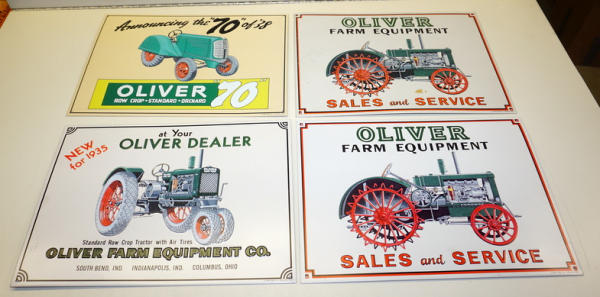 Announcing the "70" of '38
OLIVER 70
ROW CROP • STANDARD • ORCHARD
OLIVER
FARM EQUIPMENT
SALES and SERVICE
NEW for 1935
at Your
OLIVER DEALER
Standard Row Crop Tractor with Air Tires
OLIVER FARM EQUIPMENT CO.
SOUTH BEND, IND. INDIANAPOLIS, IND. COLUMBUS, OHIO
OLIVER
FARM EQUIPMENT
SALES and SERVICE